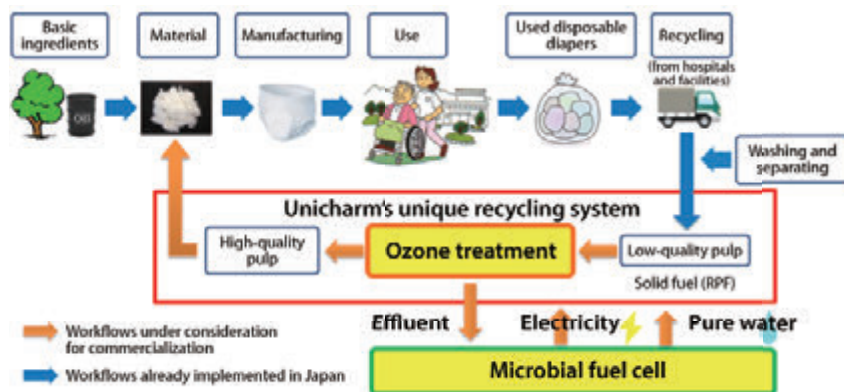 Basic
ingredients
Material
Manufacturing
Use
Used disposable
diapers
Recycling
(from hospitals
and facilities)
Oil
Washing and
separating
Unicharm's unique recycling system
High-quality
pulp
Ozone treatment
Low-quality pulp
Solid fuel (RPF)
Effluent
Electricity
Pure water
Microbial fuel cell
Workflows under consideration
for commercialization
Workflows already implemented in Japan